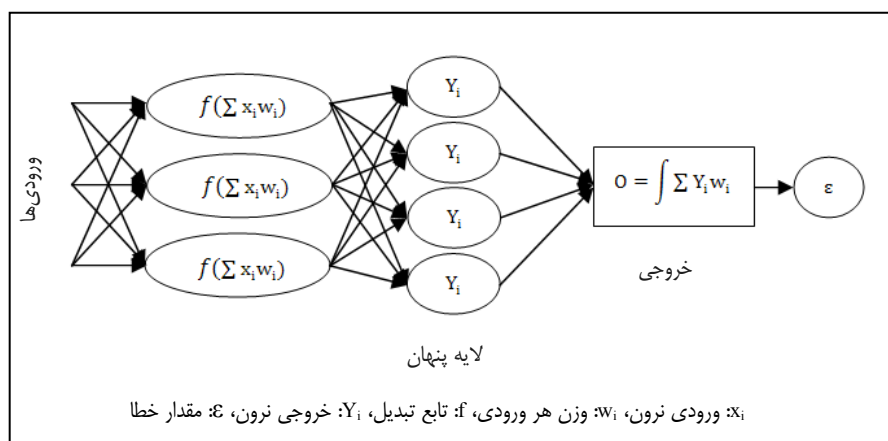 ورودی‌ها
f(∑ xᵢwᵢ)
f(∑ xᵢwᵢ)
f(∑ xᵢwᵢ)
Yᵢ
Yᵢ
Yᵢ
Yᵢ
O = ∫ ∑ Yᵢwᵢ
ε
خروجی
لایه پنهان
xᵢ: ورودی نرون، wᵢ: وزن هر ورودی، f: تابع تبدیل، Yᵢ: خروجی نرون، ε: مقدار خطا